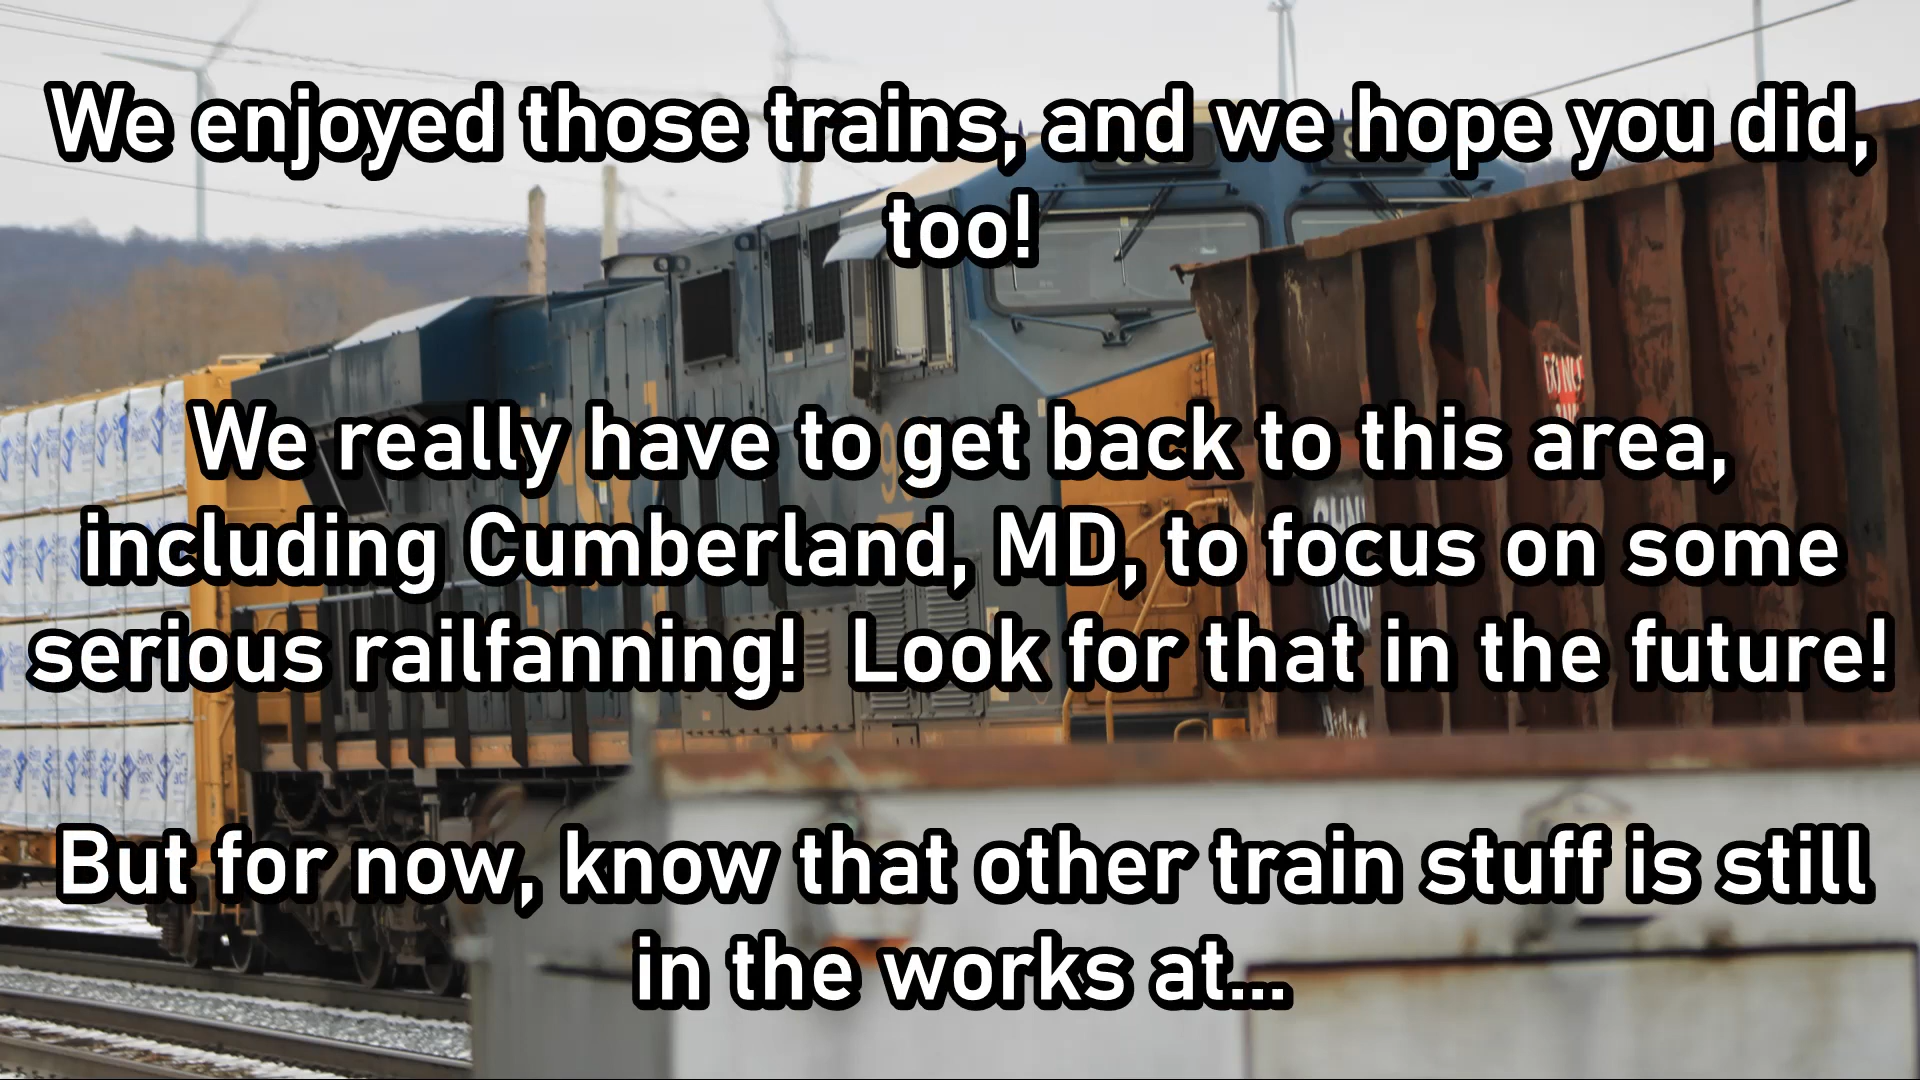 We enjoyed those trains, and we hope you did,
too!
We really have to get back to this area,
including Cumberland, MD, to focus on some
serious railfanning!  Look for that in the future!
But for now, know that other train stuff is still
in the works at...